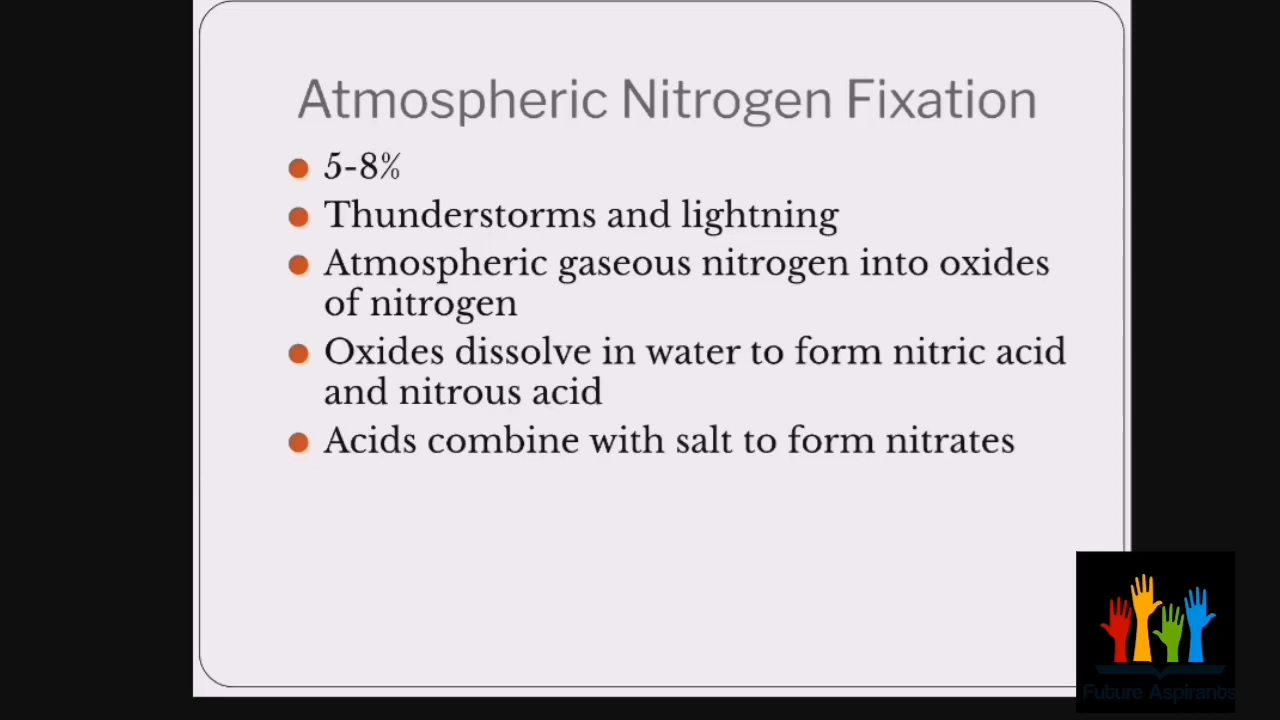 Atmospheric Nitrogen Fixation
5-8%
Thunderstorms and lightning
Atmospheric gaseous nitrogen into oxides
of nitrogen
Oxides dissolve in water to form nitric acid
and nitrous acid
Acids combine with salt to form nitrates
Future Aspirants